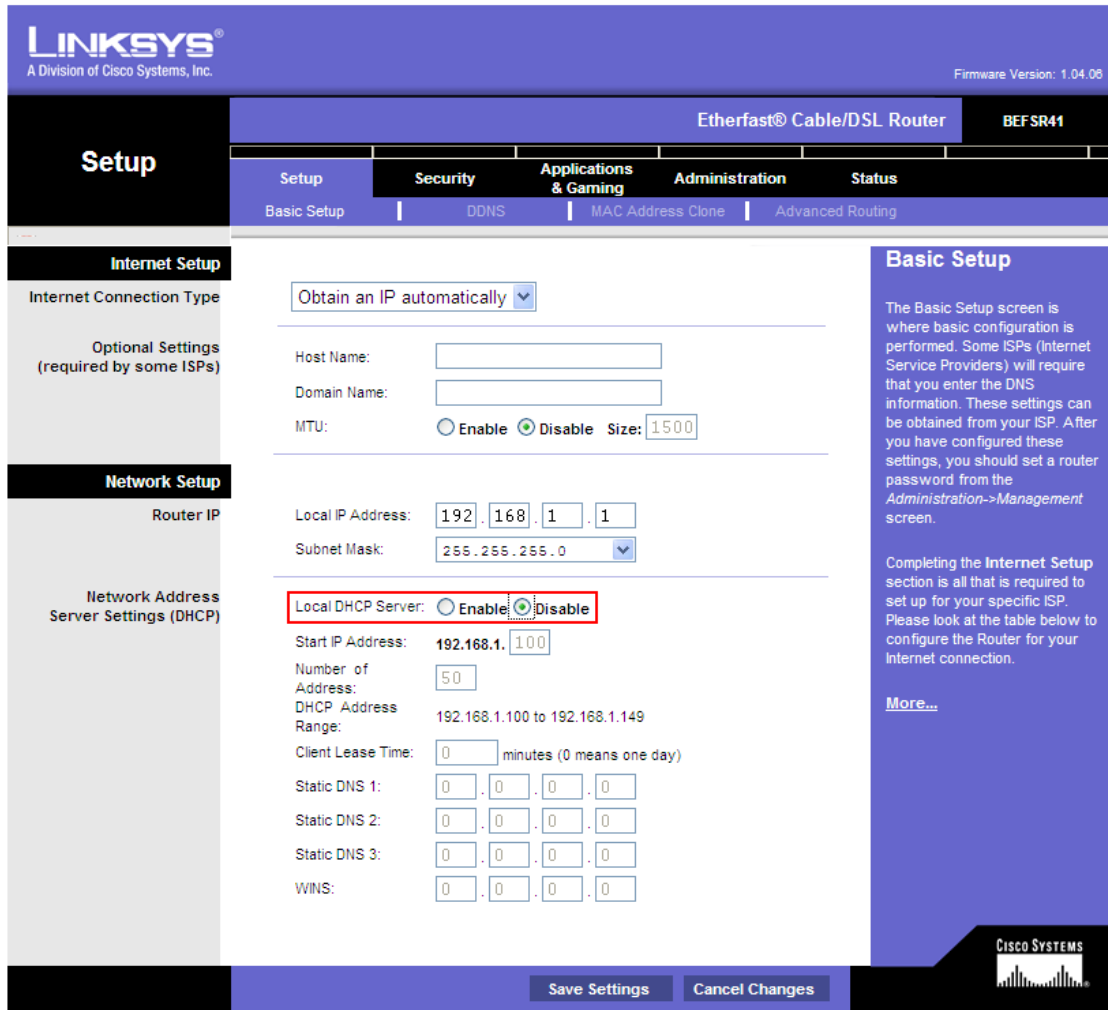 LINKSYS®
A Division of Cisco Systems, Inc.
Firmware Version: 1.04.06
Etherfast® Cable/DSL Router
BEFSR41
Setup
Setup
Security
Applications
& Gaming
Administration
Status
Basic Setup
DDNS
MAC Address Clone
Advanced Routing
Internet Setup
Internet Connection Type
Obtain an IP automatically
Optional Settings
(required by some ISPs)
Host Name:
Domain Name:
MTU: Enable Disable Size: 1500
Network Setup
Router IP
Local IP Address: 192 . 168 . 1 . 1
Subnet Mask: 255.255.255.0
Network Address
Server Settings (DHCP)
Local DHCP Server: Enable Disable
Start IP Address: 192.168.1. 100
Number of
Address:
50
DHCP Address
Range:
192.168.1.100 to 192.168.1.149
Client Lease Time: 0 minutes (0 means one day)
Static DNS 1: 0 . 0 . 0 . 0
Static DNS 2: 0 . 0 . 0 . 0
Static DNS 3: 0 . 0 . 0 . 0
WINS: 0 . 0 . 0 . 0
Basic Setup
The Basic Setup screen is
where basic configuration is
performed. Some ISPs (Internet
Service Providers) will require
that you enter the DNS
information. These settings can
be obtained from your ISP. After
you have configured these
settings, you should set a router
password from the
Administration->Management
screen.
Completing the Internet Setup
section is all that is required to
set up for your specific ISP.
Please look at the table below to
configure the Router for your
Internet connection.
More...
Save Settings
Cancel Changes
CISCO SYSTEMS